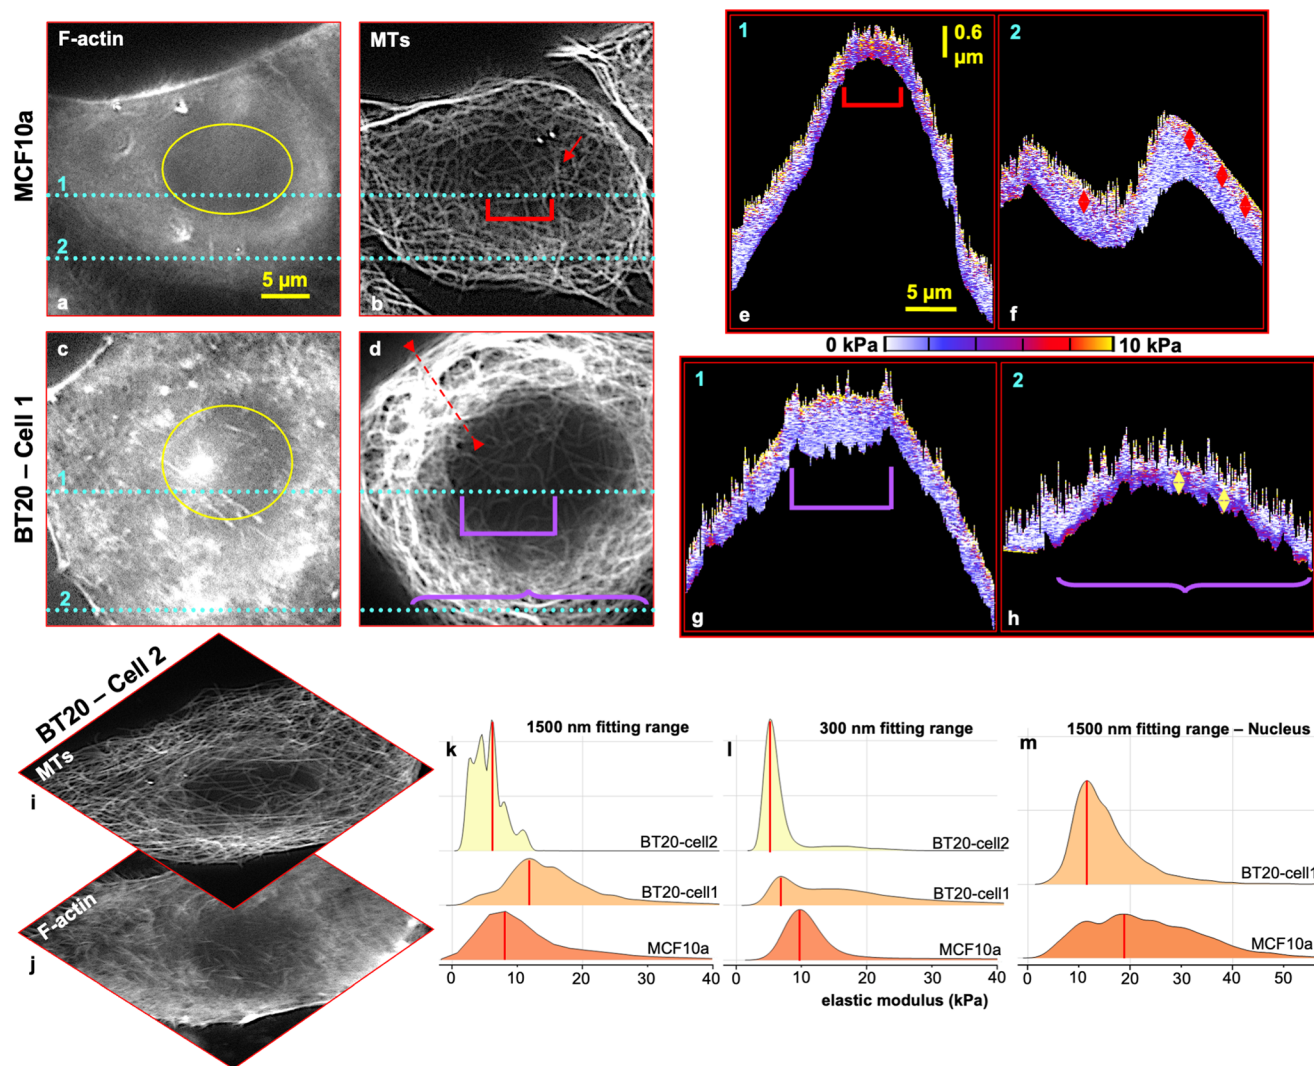 F-actin
MTs
MCF10a
1
2
5 µm
a
b
1
0.6
µm
2
5 µm
e
f
0 kPa
10 kPa
BT20 – Cell 1
c
d
1
2
1
2
g
h
BT20 – Cell 2
MTs
i
F-actin
j
k
1500 nm fitting range
BT20-cell2
BT20-cell1
MCF10a
0 10 20 30 40
l
300 nm fitting range
BT20-cell2
BT20-cell1
MCF10a
0 10 20 30 40
elastic modulus (kPa)
m
1500 nm fitting range – Nucleus
BT20-cell1
MCF10a
0 10 20 30 40 50